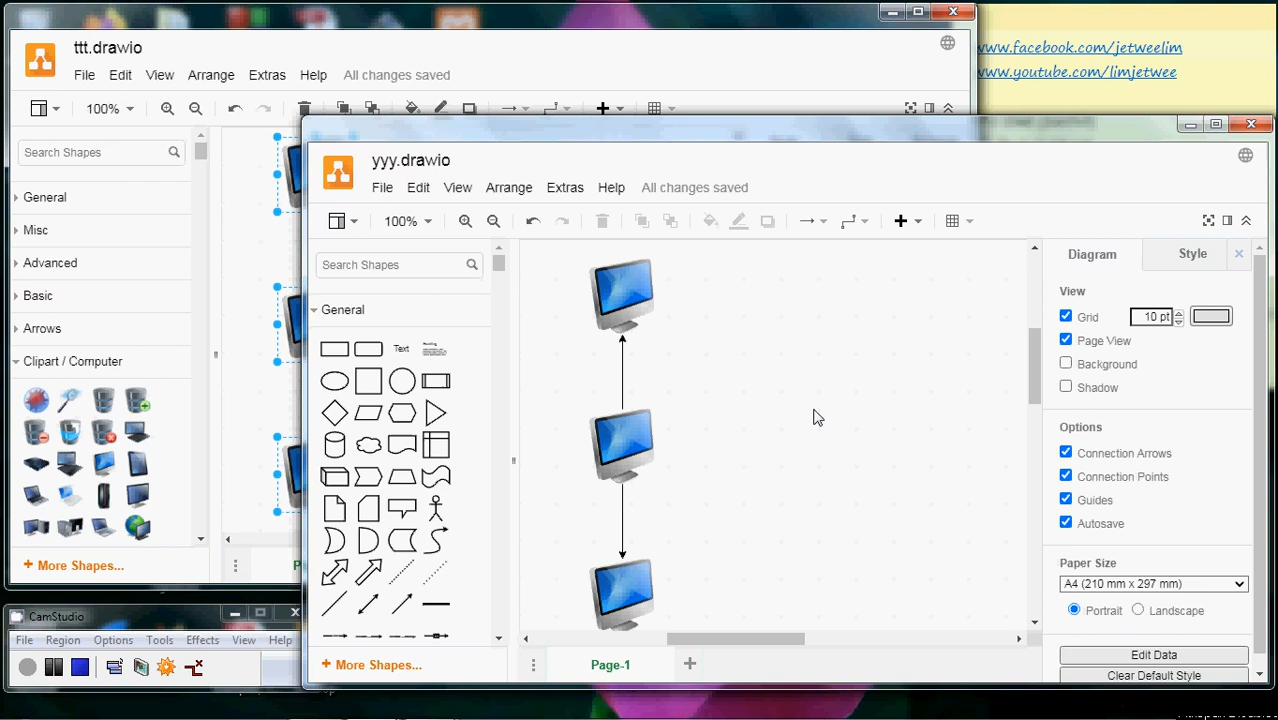 ttt.drawio
File Edit View Arrange Extras Help All changes saved
100%
Search Shapes
General
Misc
Advanced
Basic
Arrows
Clipart / Computer
+ More Shapes...
www.facebook.com/jetweelim
www.youtube.com/limjetwee
yyy.drawio
File Edit View Arrange Extras Help All changes saved
100%
Search Shapes
General
Text
+ More Shapes...
Page-1
Diagram Style
View
Grid 10 pt
Page View
Background
Shadow
Options
Connection Arrows
Connection Points
Guides
Autosave
Paper Size
A4 (210 mm x 297 mm)
Portrait Landscape
Edit Data
Clear Default Style
CamStudio
File Region Options Tools Effects View Help